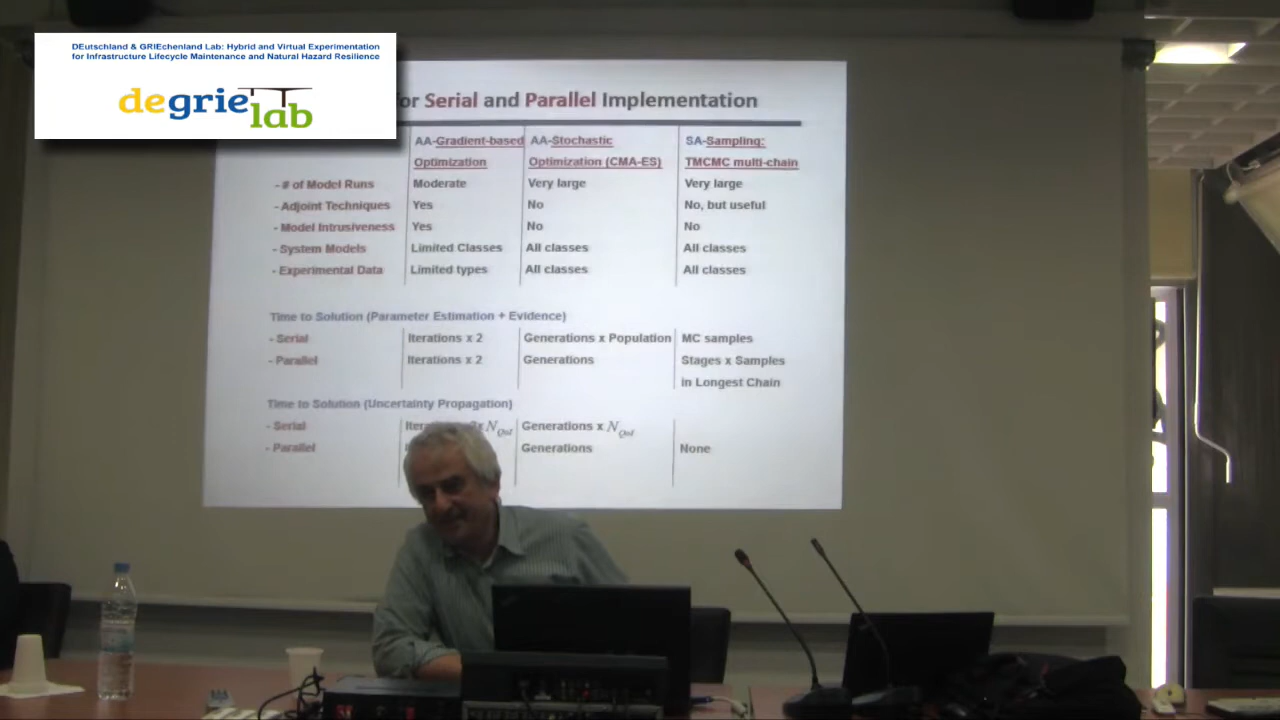 DEutschland & GRIEchenland Lab: Hybrid and Virtual Experimentation
for Infrastructure Lifecycle Maintenance and Natural Hazard Resilience
degrie lab
for Serial and Parallel Implementation
AA-Gradient-based AA-Stochastic SA-Sampling:
Optimization Optimization (CMA-ES) TMCMC multi-chain
- # of Model Runs Moderate Very large Very large
- Adjoint Techniques Yes No No, but useful
- Model Intrusiveness Yes No No
- System Models Limited Classes All classes All classes
- Experimental Data Limited types All classes All classes
Time to Solution (Parameter Estimation + Evidence)
- Serial Iterations x 2 Generations x Population MC samples
- Parallel Iterations x 2 Generations Stages x Samples
in Longest Chain
Time to Solution (Uncertainty Propagation)
- Serial N Qol Generations x N Qol
- Parallel Generations None